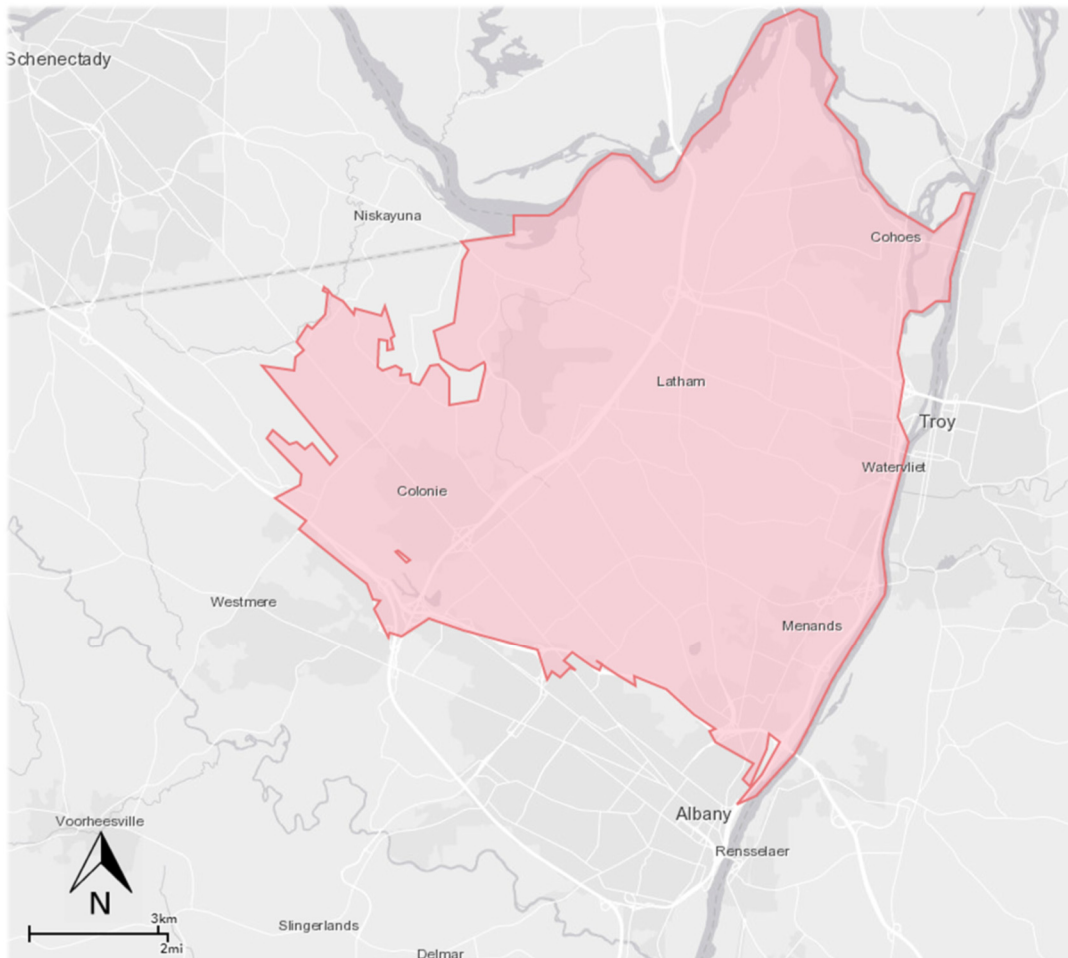 Schenectady
Niskayuna
Cohoes
Latham
Troy
Watervliet
Colonie
Westmere
Menands
Albany
Voorheesville
Rensselaer
N
3km
2mi
Slingerlands
Delmar